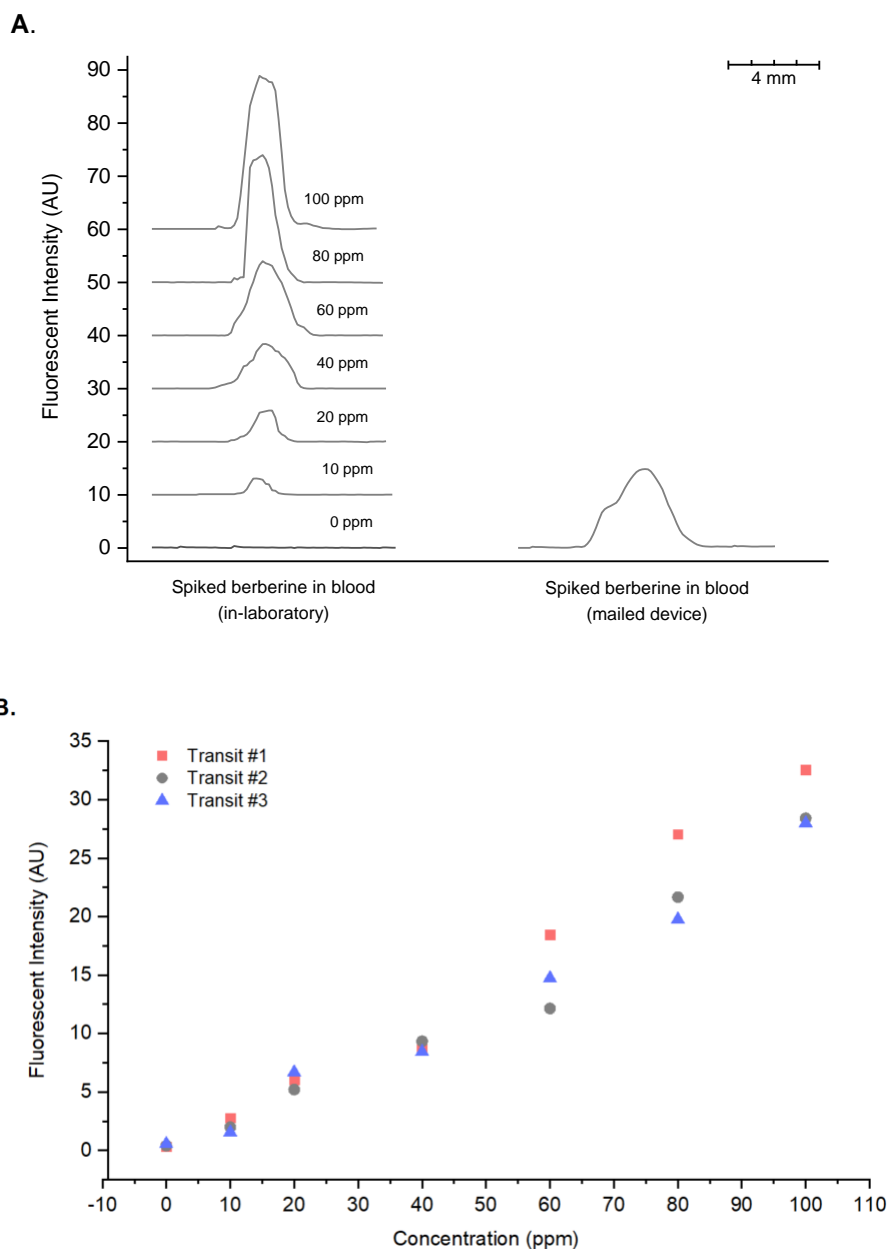 A.
4 mm
90
80
70
60
50
40
30
20
10
0
Fluorescent Intensity (AU)
100 ppm
80 ppm
60 ppm
40 ppm
20 ppm
10 ppm
0 ppm
Spiked berberine in blood
(in-laboratory)
Spiked berberine in blood
(mailed device)
B.
35
30
25
20
15
10
5
0
Fluorescent Intensity (AU)
Transit #1
Transit #2
Transit #3
-10 0 10 20 30 40 50 60 70 80 90 100 110
Concentration (ppm)